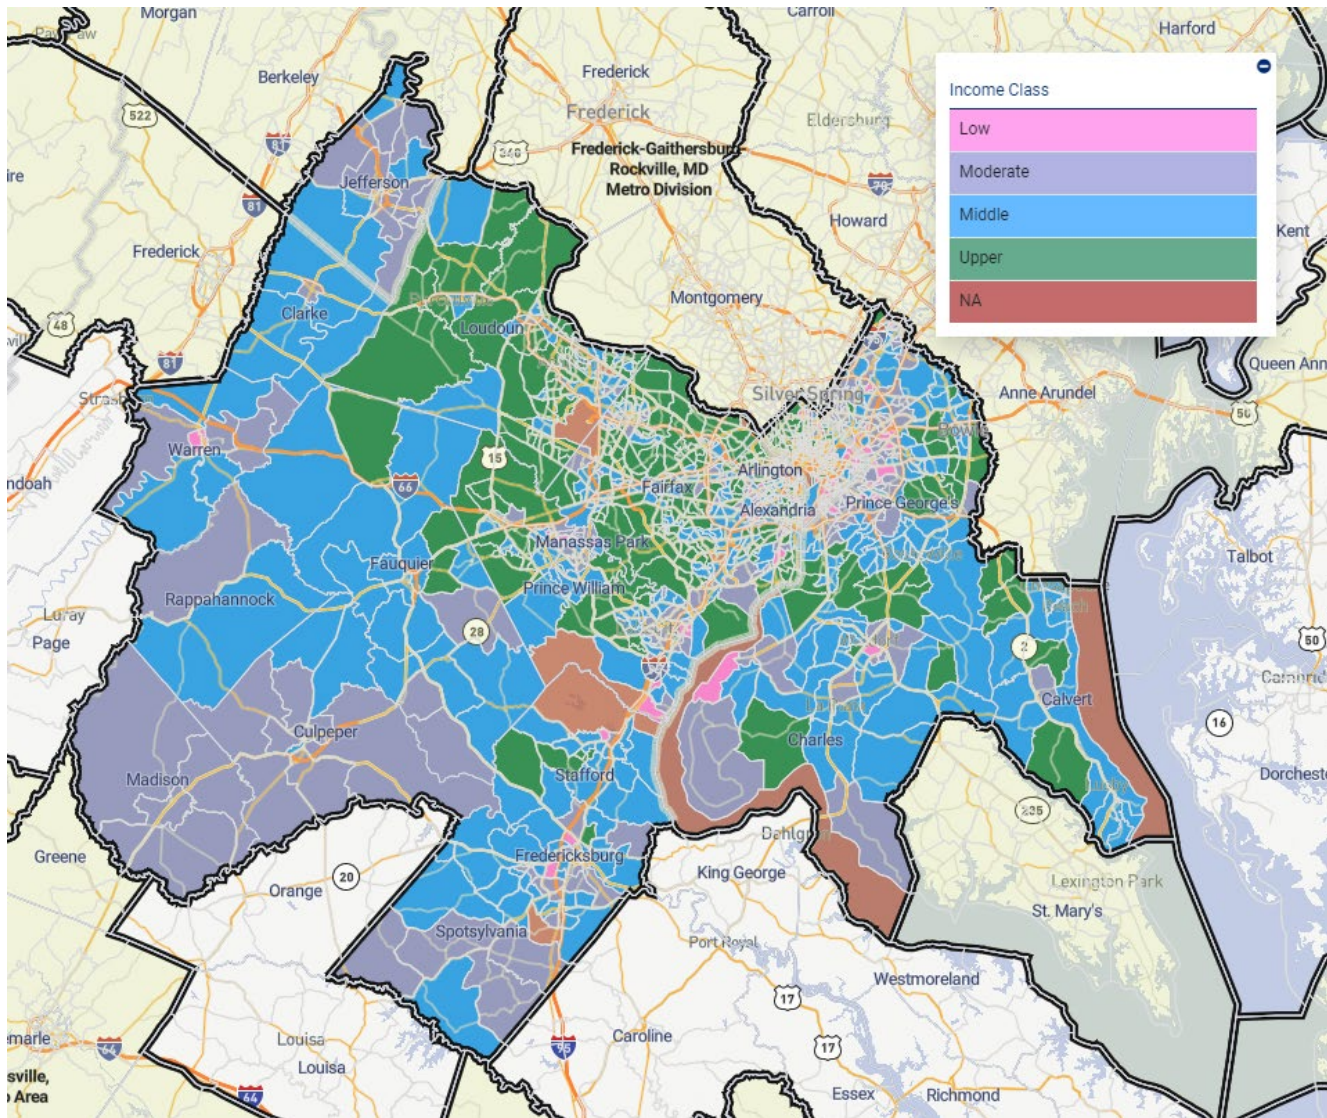 Morgan
Carroll
Harford
Berkeley
Frederick
Frederick
522
81
340
Eldersburg
Frederick-Gaithersburg-
Rockville, MD
Metro Division
70
Jefferson
81
Howard
Kent
Frederick
Clarke
Montgomery
48
81
Loudoun
Queen Ann
Silver Spring
Anne Arundel
50
Bowie
Warren
15
Arlington
ndoah
66
Fairfax
Alexandria
Prince George's
Manassas Park
Talbot
Fauquier
Prince William
Rappahannock
Luray
Page
28
2
50
Calvert
16
Culpeper
Charles
Madison
Stafford
Dorchest
235
Dahlgren
Greene
20
Orange
Fredericksburg
King George
Lexington Park
St. Mary's
Spotsylvania
Port Royal
Westmoreland
17
emarle
64
Louisa
Louisa
95
Caroline
17
sville,
o Area
64
Essex
Richmond
Income Class
Low
Moderate
Middle
Upper
NA